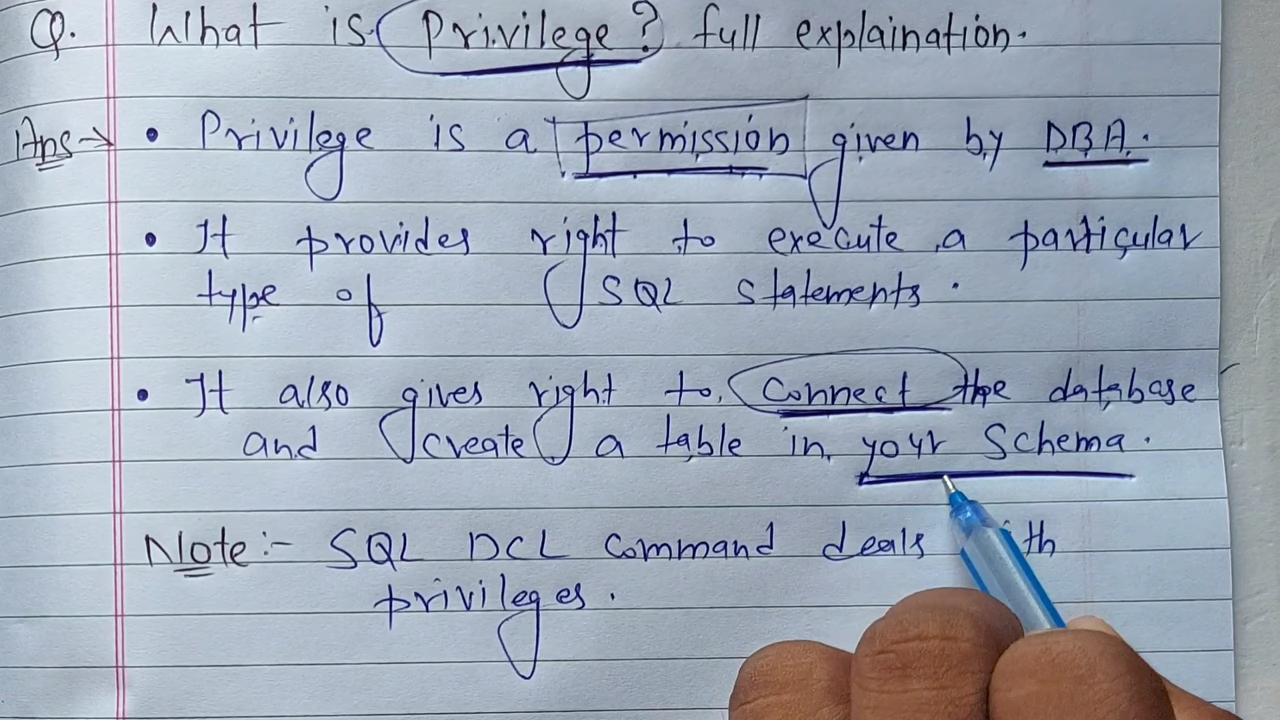 Q. What is Privilege? full explaination.
Ans → • Privilege is a permission given by DBA.
• It provides right to execute a particular
type of SQL statements.
• It also gives right to connect the database
and create a table in your Schema.
Note:- SQL DCL Command deals
privileges.